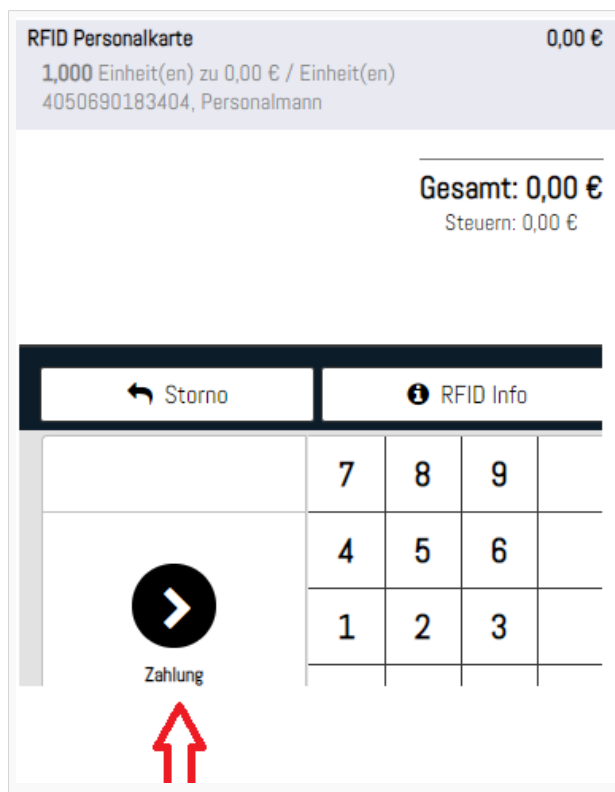 RFID Personalkarte 0,00 €
1,000 Einheit(en) zu 0,00 € / Einheit(en)
4050690183404, Personalmann
Gesamt: 0,00 €
Steuern: 0,00 €
Storno RFID Info
7 8 9
4 5 6
1 2 3
Zahlung